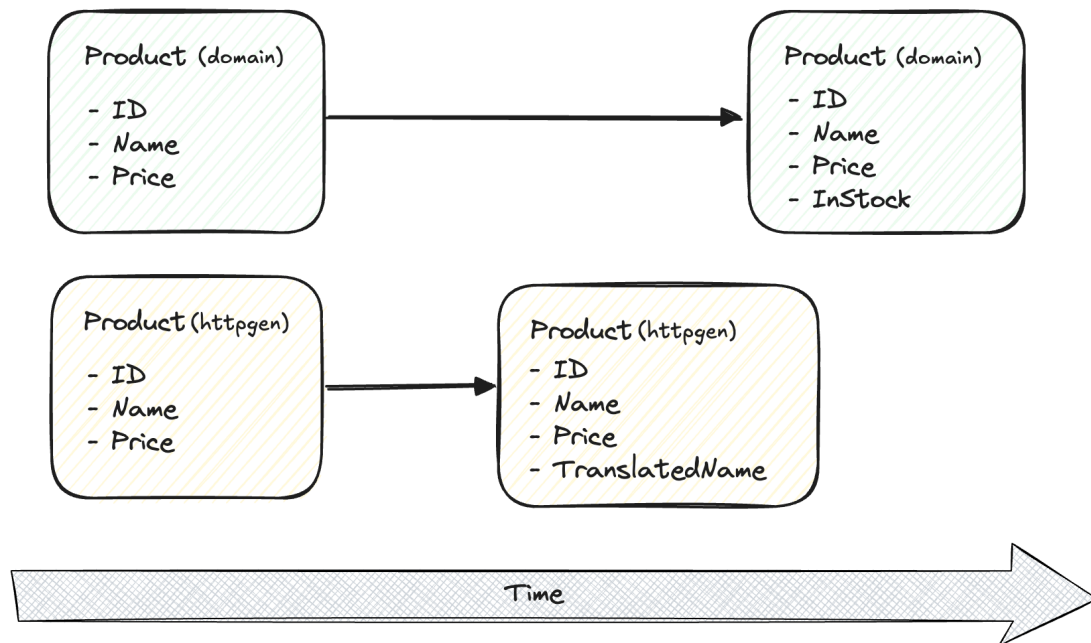 Product (domain)
- ID
- Name
- Price
Product (domain)
- ID
- Name
- Price
- InStock
Product (httpgen)
- ID
- Name
- Price
Product (httpgen)
- ID
- Name
- Price
- TranslatedName
Time